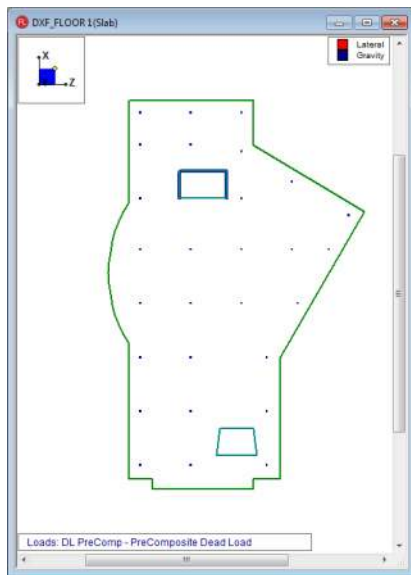 DXF_FLOOR 1(Slab)
Lateral
Gravity
X
Z
Loads: DL PreComp - PreComposite Dead Load